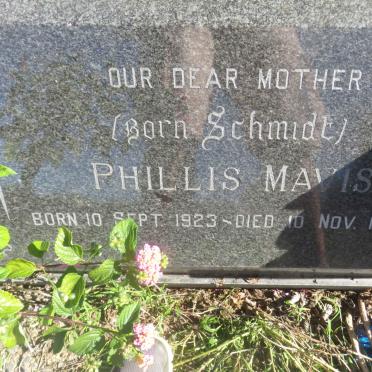 OUR DEAR MOTHER
(Born Schmidt)
PHILLIS MAVIS
BORN 10 SEPT. 1923~DIED 10 NOV.